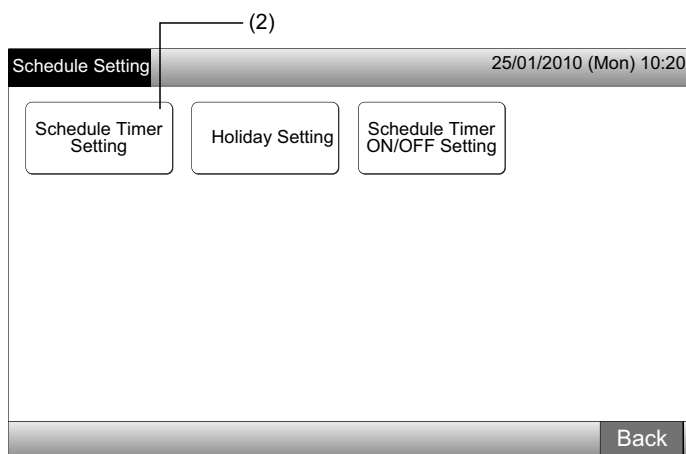 (2)
Schedule Setting 25/01/2010 (Mon) 10:20
Schedule Timer
Setting
Holiday Setting
Schedule Timer
ON/OFF Setting
Back